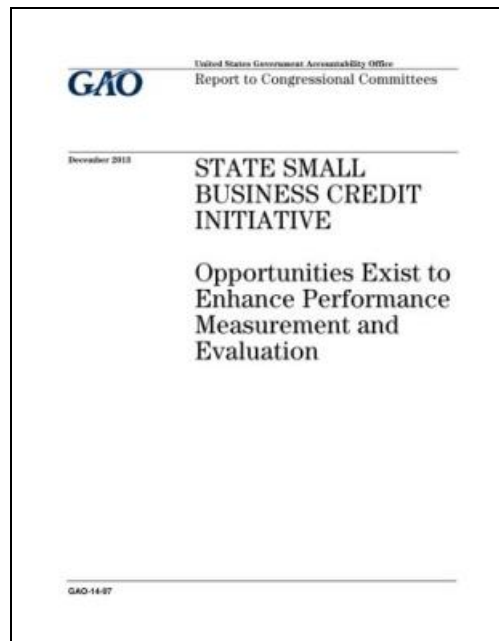 United States Government Accountability Office
GAO
Report to Congressional Committees
December 2013
STATE SMALL
BUSINESS CREDIT
INITIATIVE
Opportunities Exist to
Enhance Performance
Measurement and
Evaluation
GAO-14-97